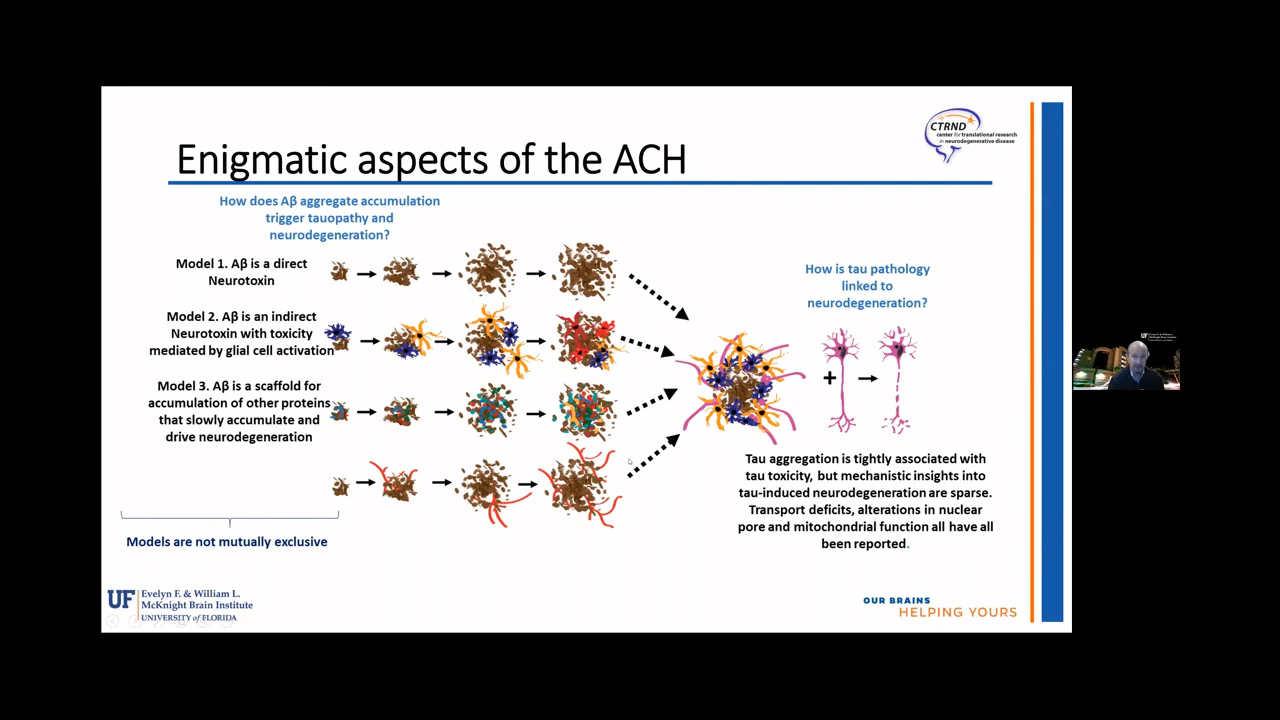 CTRND
center for translational research
in neurodegenerative disease
Enigmatic aspects of the ACH
How does Aβ aggregate accumulation
trigger tauopathy and
neurodegeneration?
Model 1. Aβ is a direct
Neurotoxin
Model 2. Aβ is an indirect
Neurotoxin with toxicity
mediated by glial cell activation
Model 3. Aβ is a scaffold for
accumulation of other proteins
that slowly accumulate and
drive neurodegeneration
Models are not mutually exclusive
How is tau pathology
linked to
neurodegeneration?
+
Tau aggregation is tightly associated with
tau toxicity, but mechanistic insights into
tau-induced neurodegeneration are sparse.
Transport deficits, alterations in nuclear
pore and mitochondrial function all have all
been reported.
UF
Evelyn F. & William L.
McKnight Brain Institute
UNIVERSITY of FLORIDA
OUR BRAINS
HELPING YOURS